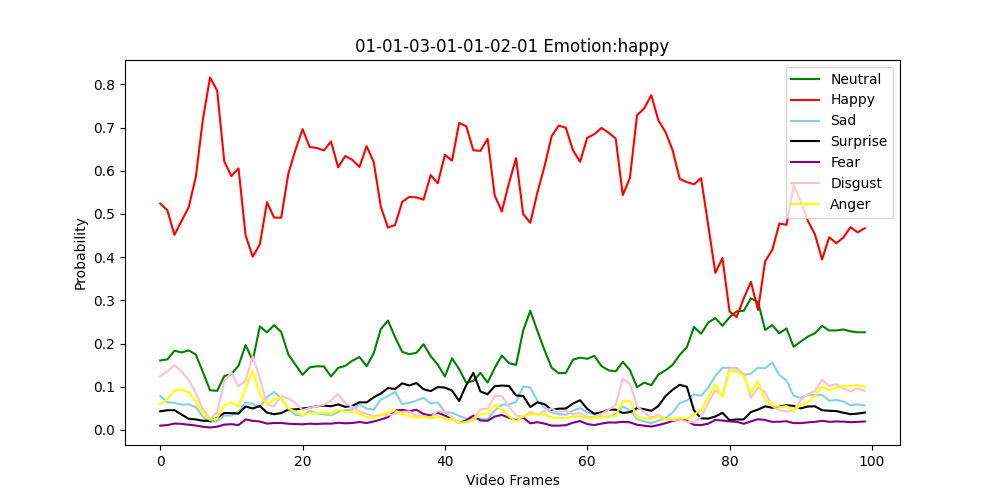 01-01-03-01-01-02-01 Emotion:happy
Probability
0.8
0.7
0.6
0.5
0.4
0.3
0.2
0.1
0.0
Neutral
Happy
Sad
Surprise
Fear
Disgust
Anger
0 20 40 60 80 100
Video Frames